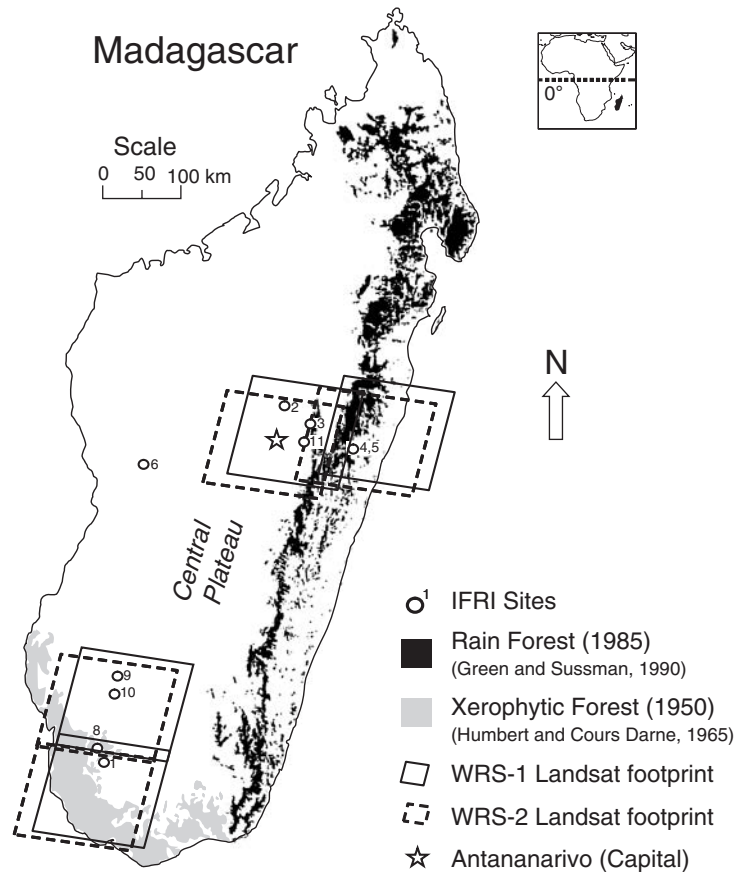 Madagascar
0°
Scale
0 50 100 km
N
2
3
11
4,5
6
Central
Plateau
9
10
8
1
1 IFRI Sites
Rain Forest (1985)
(Green and Sussman, 1990)
Xerophytic Forest (1950)
(Humbert and Cours Darne, 1965)
WRS-1 Landsat footprint
WRS-2 Landsat footprint
Antananarivo (Capital)